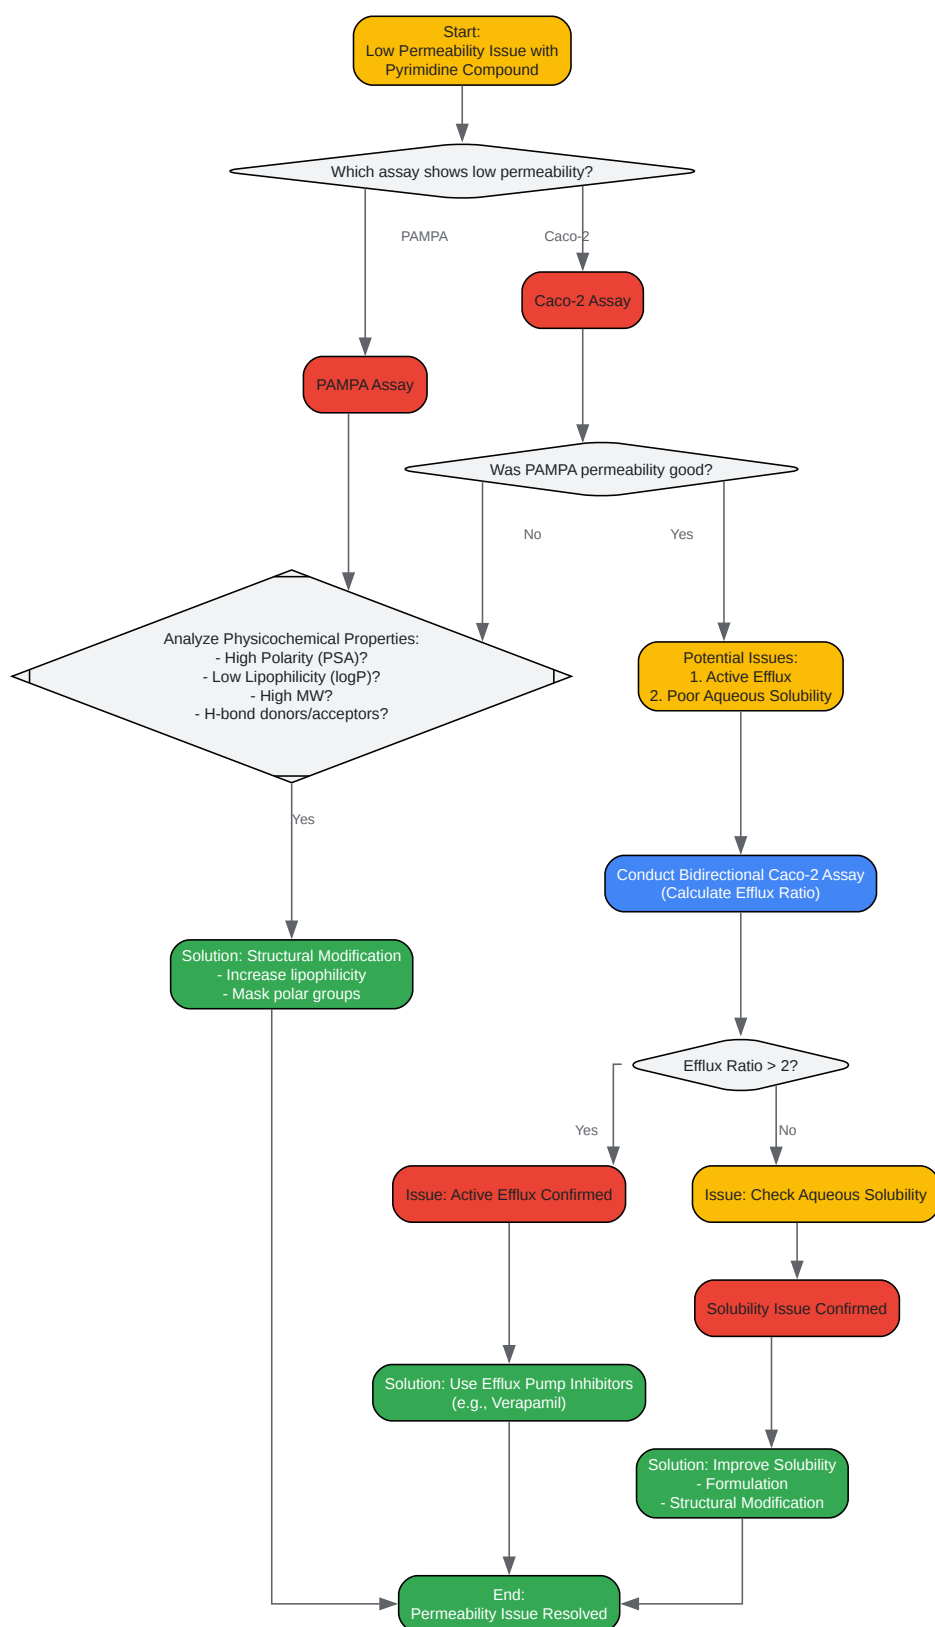 Start:
Low Permeability Issue with
Pyrimidine Compound
Which assay shows low permeability?
PAMPA
Caco-2
Caco-2 Assay
PAMPA Assay
Was PAMPA permeability good?
No
Yes
Analyze Physicochemical Properties:
- High Polarity (PSA)?
- Low Lipophilicity (logP)?
- High MW?
- H-bond donors/acceptors?
Potential Issues:
1. Active Efflux
2. Poor Aqueous Solubility
Yes
Conduct Bidirectional Caco-2 Assay
(Calculate Efflux Ratio)
Solution: Structural Modification
- Increase lipophilicity
- Mask polar groups
Efflux Ratio > 2?
Yes
No
Issue: Active Efflux Confirmed
Issue: Check Aqueous Solubility
Solubility Issue Confirmed
Solution: Use Efflux Pump Inhibitors
(e.g., Verapamil)
Solution: Improve Solubility
- Formulation
- Structural Modification
End:
Permeability Issue Resolved